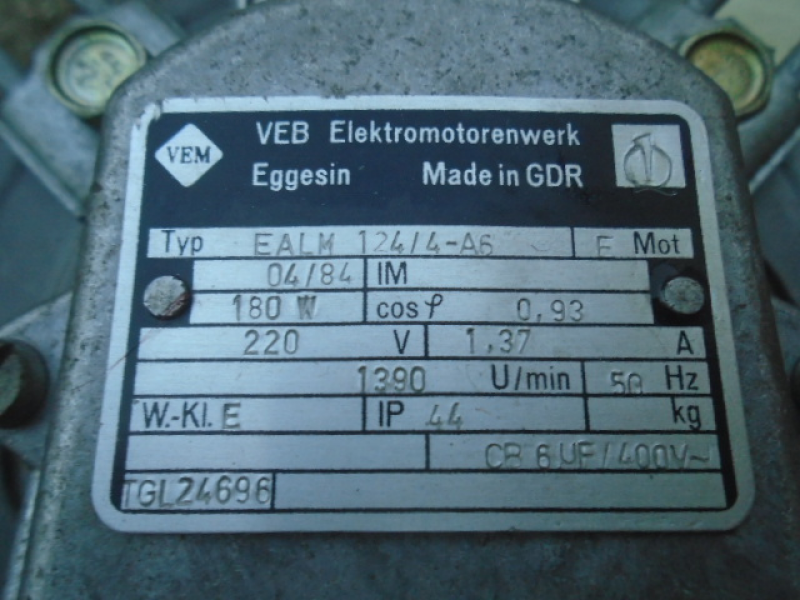 VEM
VEB Elektromotorenwerk
Eggesin Made in GDR
Typ EALM 124/4-A6 E Mot
04/84 IM
180 W cos φ 0,93
220 V 1,37 A
1390 U/min 50 Hz
W.-Kl. E IP 44 kg
CB 6 UF/400V~
TGL24696